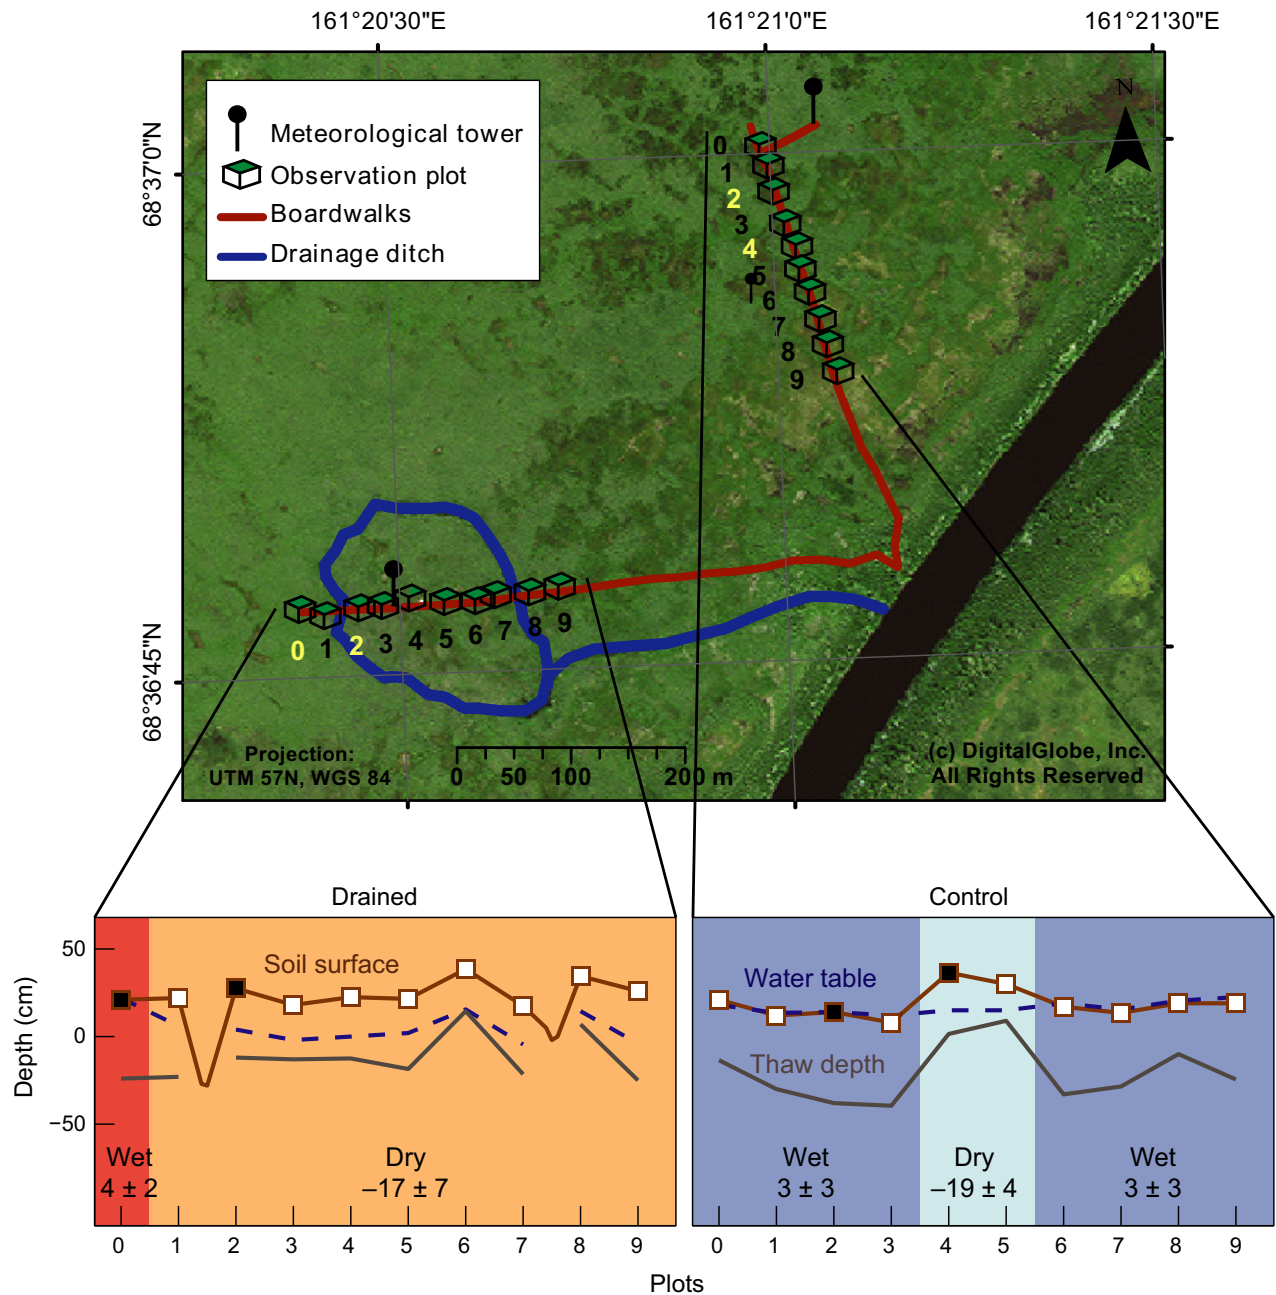 161°20'30"E 161°21'0"E 161°21'30"E
N
68°37'0"N
68°36'45"N
Meteorological tower
Observation plot
Boardwalks
Drainage ditch
0
1
2
3
4
5
6
7
8
9
0 1 2 3 4 5 6 7 8 9
Projection:
UTM 57N, WGS 84
0 50 100 200 m
(c) DigitalGlobe, Inc.
All Rights Reserved
Drained
Control
Depth (cm)
50
0
−50
Soil surface
Water table
Thaw depth
Wet
4 ± 2
Dry
–17 ± 7
Wet
3 ± 3
Dry
–19 ± 4
Wet
3 ± 3
0 1 2 3 4 5 6 7 8 9
0 1 2 3 4 5 6 7 8 9
Plots